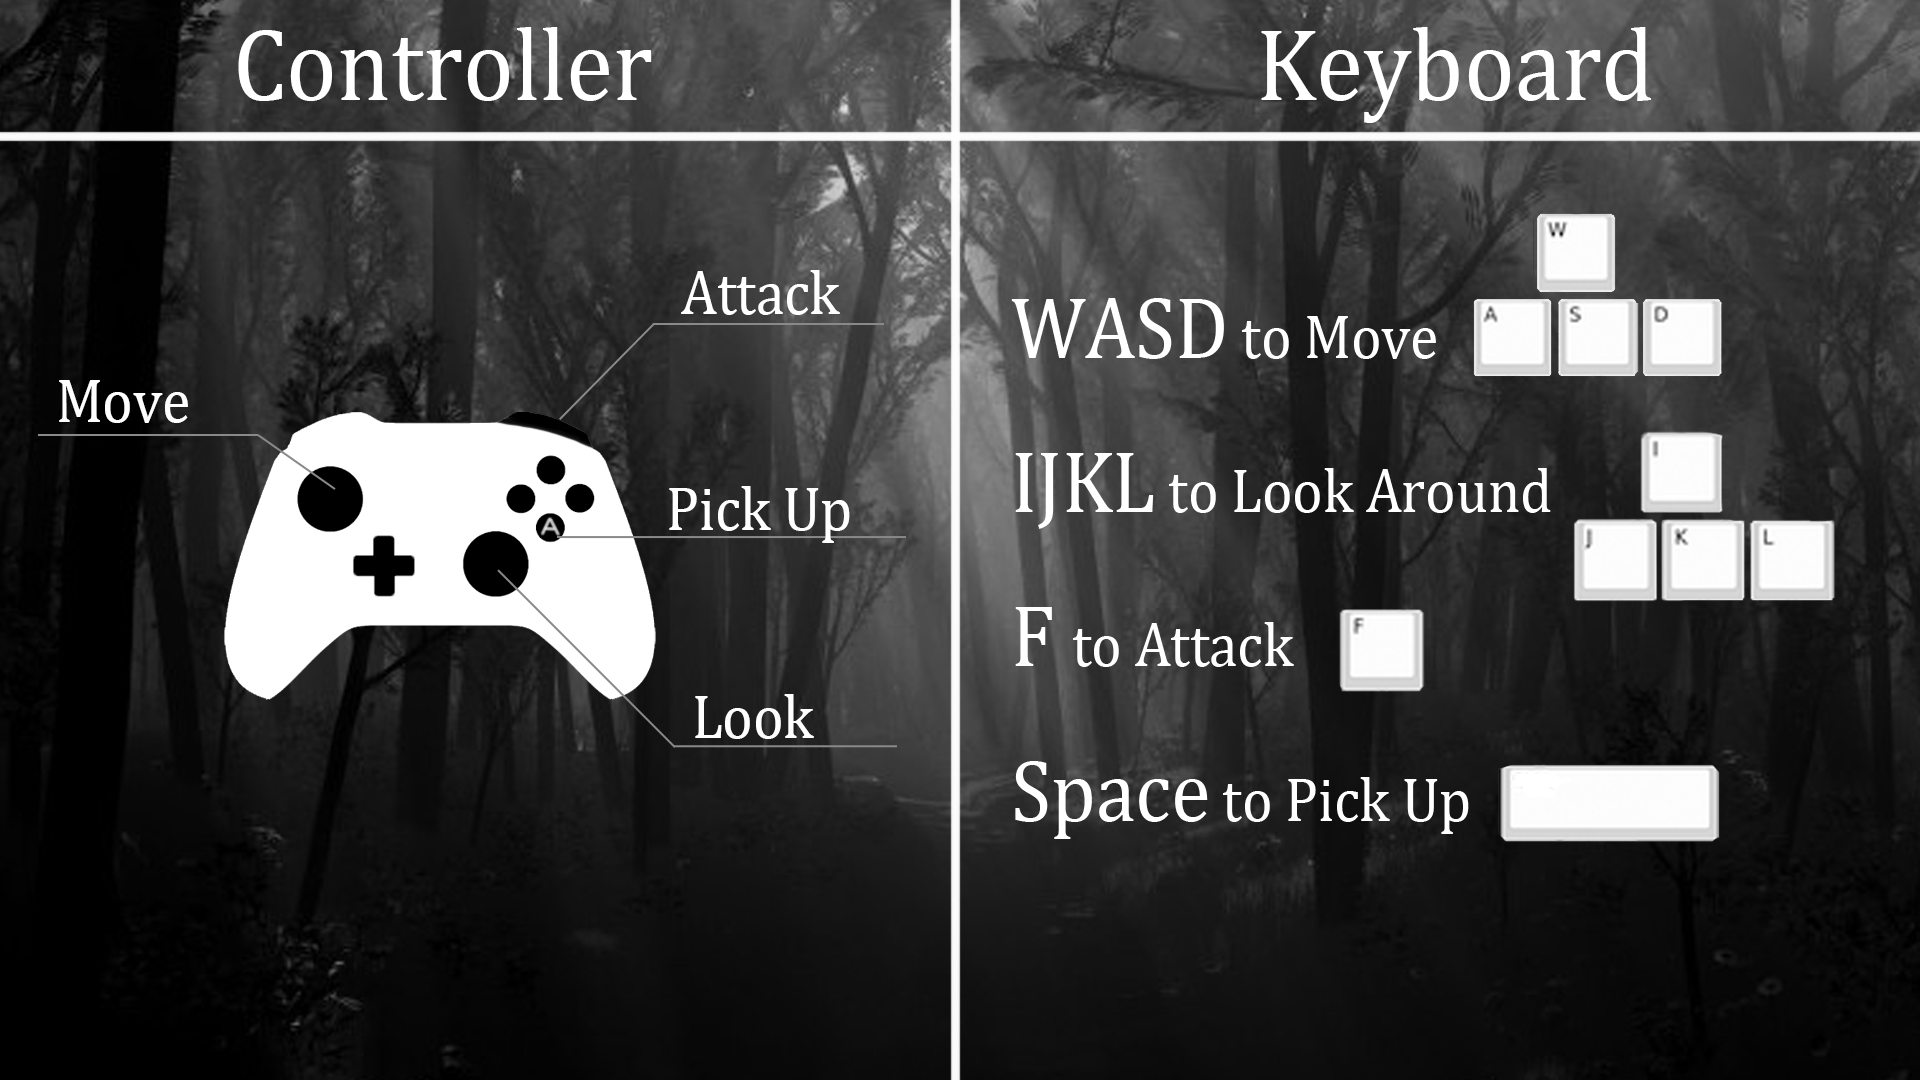 Controller
Move
Attack
Pick Up
A
Look
Keyboard
WASD to Move
W
A S D
IJKL to Look Around
I
J K L
F to Attack
F
Space to Pick Up